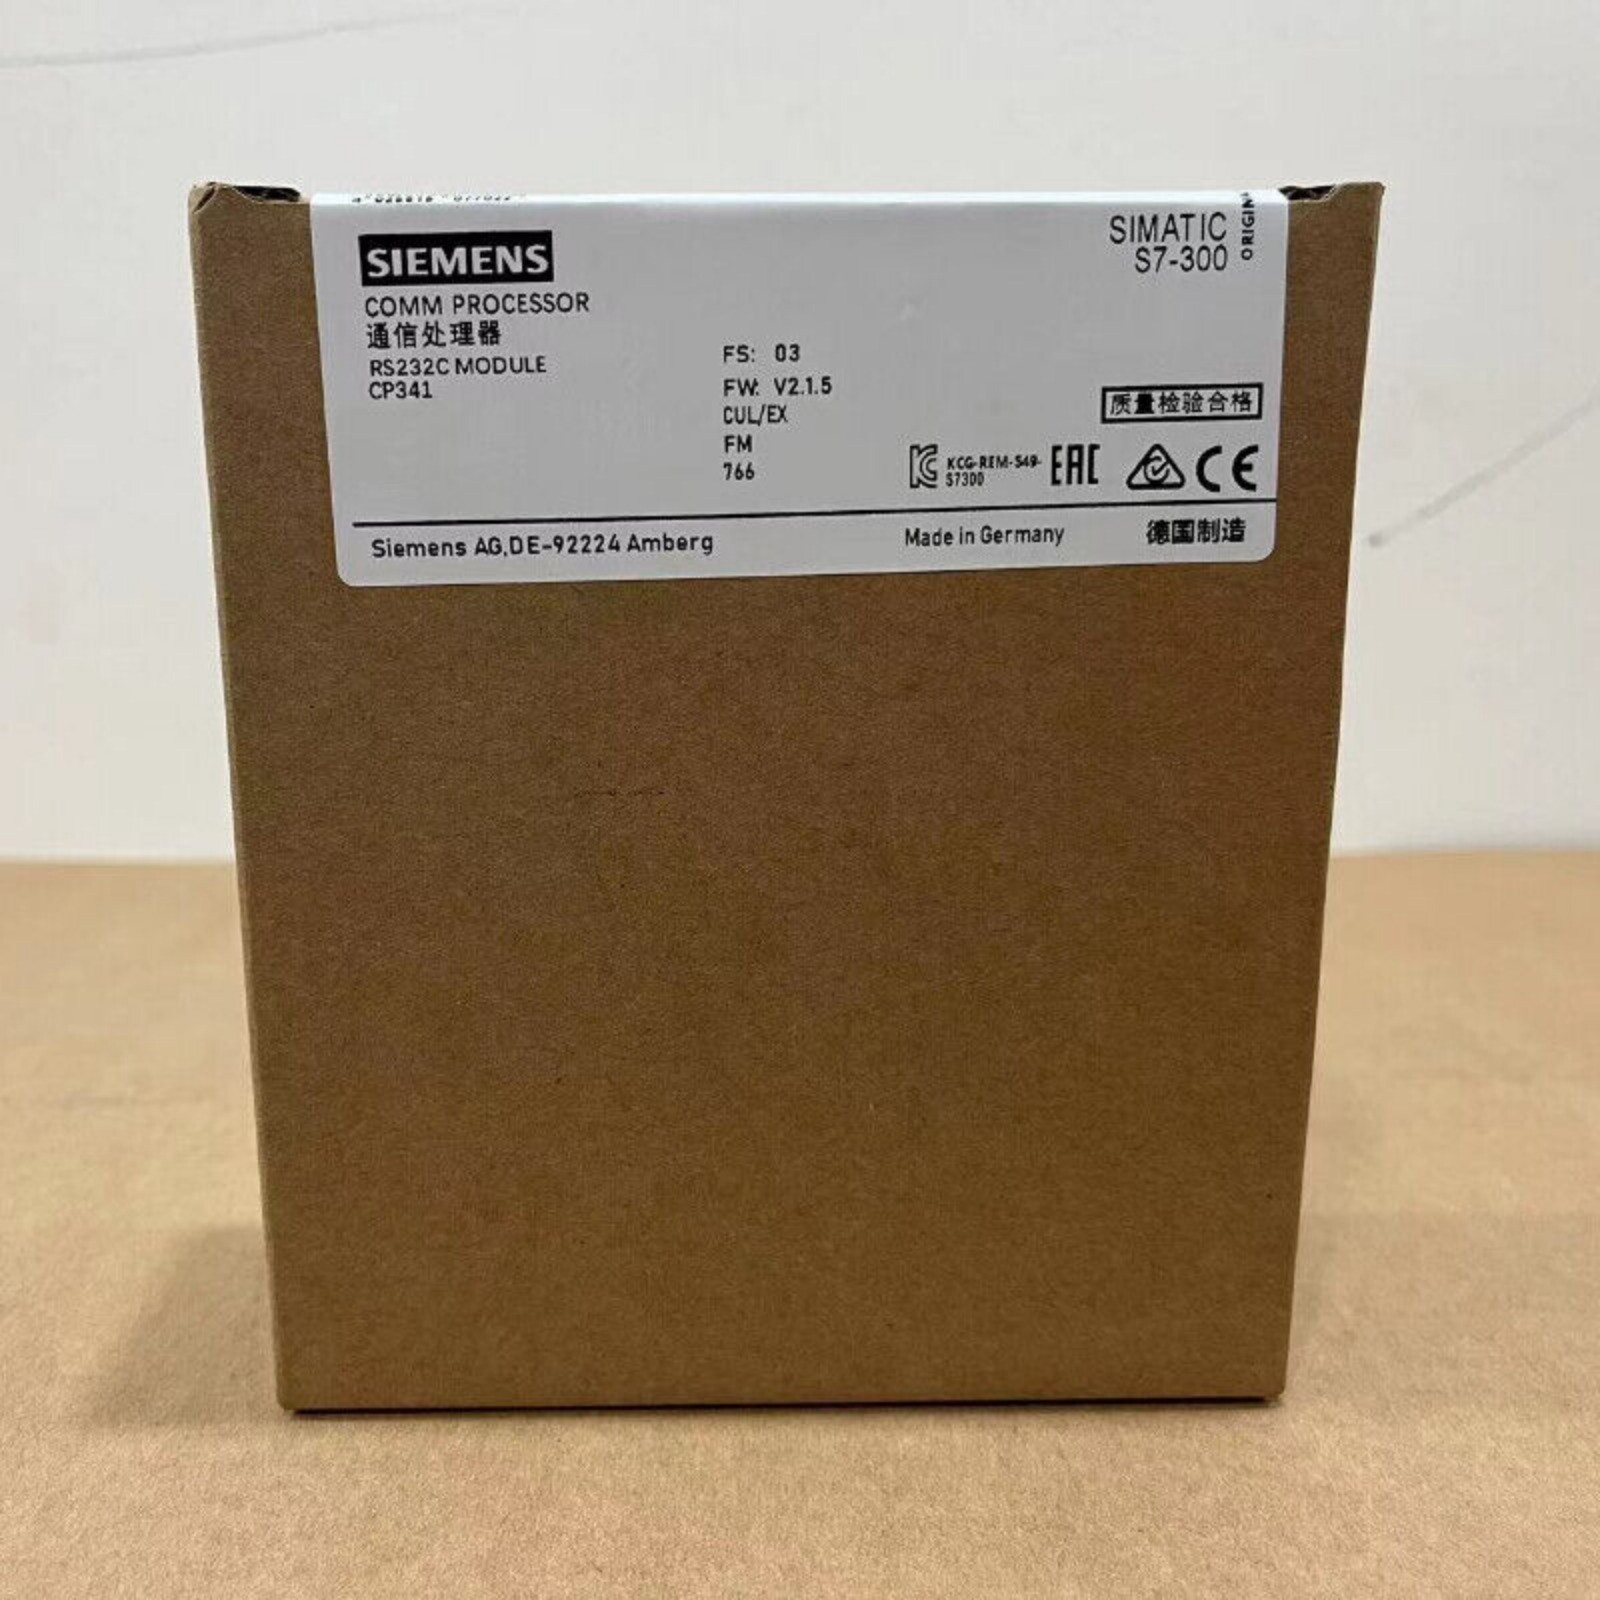 SIEMENS
COMM PROCESSOR
通信处理器
RS232C MODULE
CP341
FS: 03
FW: V2.1.5
CUL/EX
FM
766
SIMATIC
S7-300
质量检验合格
KCG-REM-S49-
S7300
EAC
CE
Siemens AG,DE-92224 Amberg
Made in Germany
德国制造